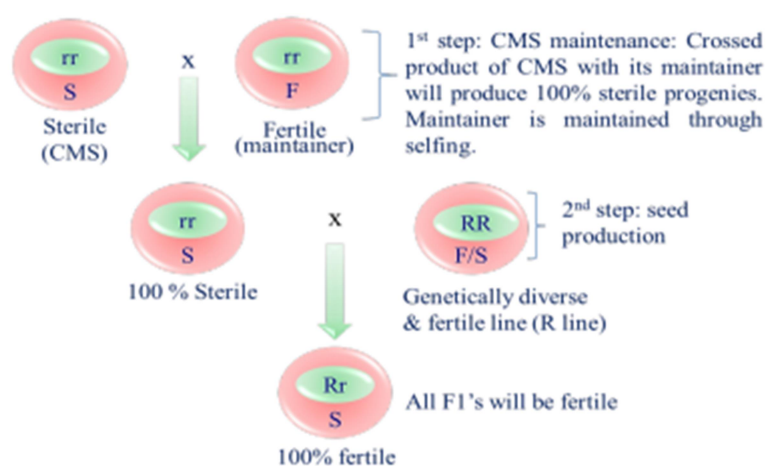 rr
S
Sterile
(CMS)
x
rr
F
Fertile
(maintainer)
1st step: CMS maintenance: Crossed
product of CMS with its maintainer
will produce 100% sterile progenies.
Maintainer is maintained through
selfing.
rr
S
100 % Sterile
x
RR
F/S
2nd step: seed
production
Genetically diverse
& fertile line (R line)
Rr
S
100% fertile
All F1's will be fertile